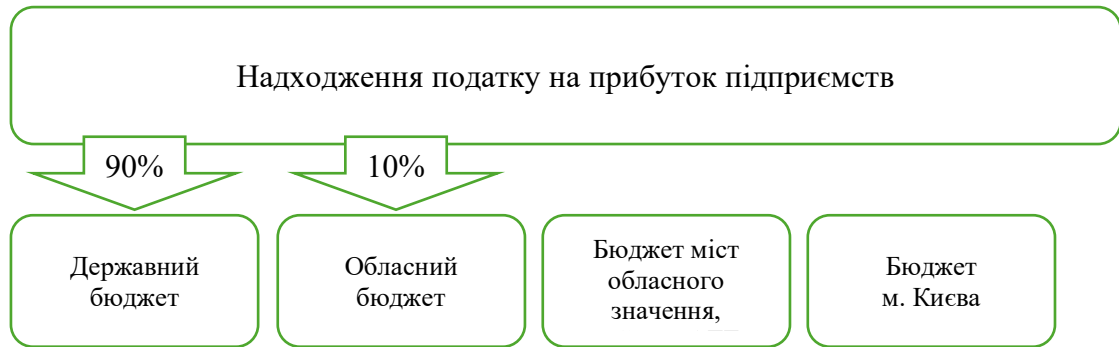 Надходження податку на прибуток підприємств
90%
10%
Державний
бюджет
Обласний
бюджет
Бюджет міст
обласного
значення,
Бюджет
м. Києва